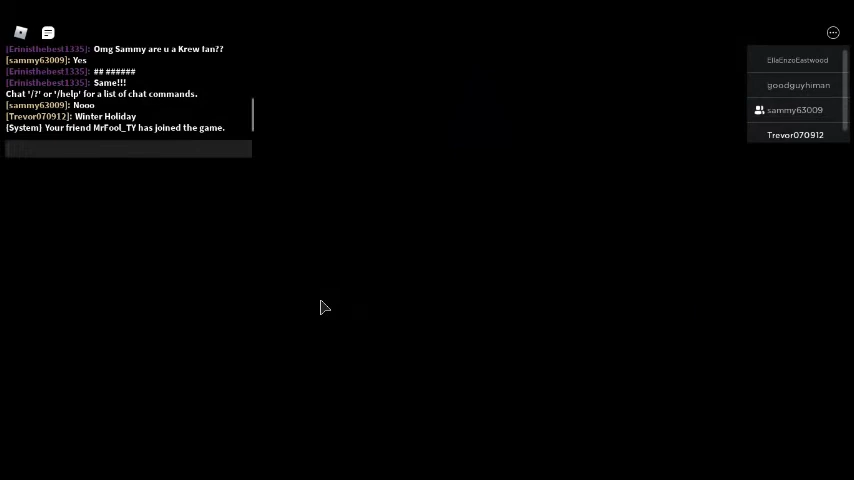 [Erinisthebest1335]: Omg Sammy are u a Krew fan??
[sammy63009]: Yes
[Erinisthebest1335]: ## ######
[Erinisthebest1335]: Same!!!
Chat '/?' or '/help' for a list of chat commands.
[sammy63009]: Nooo
[Trevor070912]: Winter Holiday
[System] Your friend MrFool_TY has joined the game.
EllaEnzoEastwood
goodguyhiman
sammy63009
Trevor070912